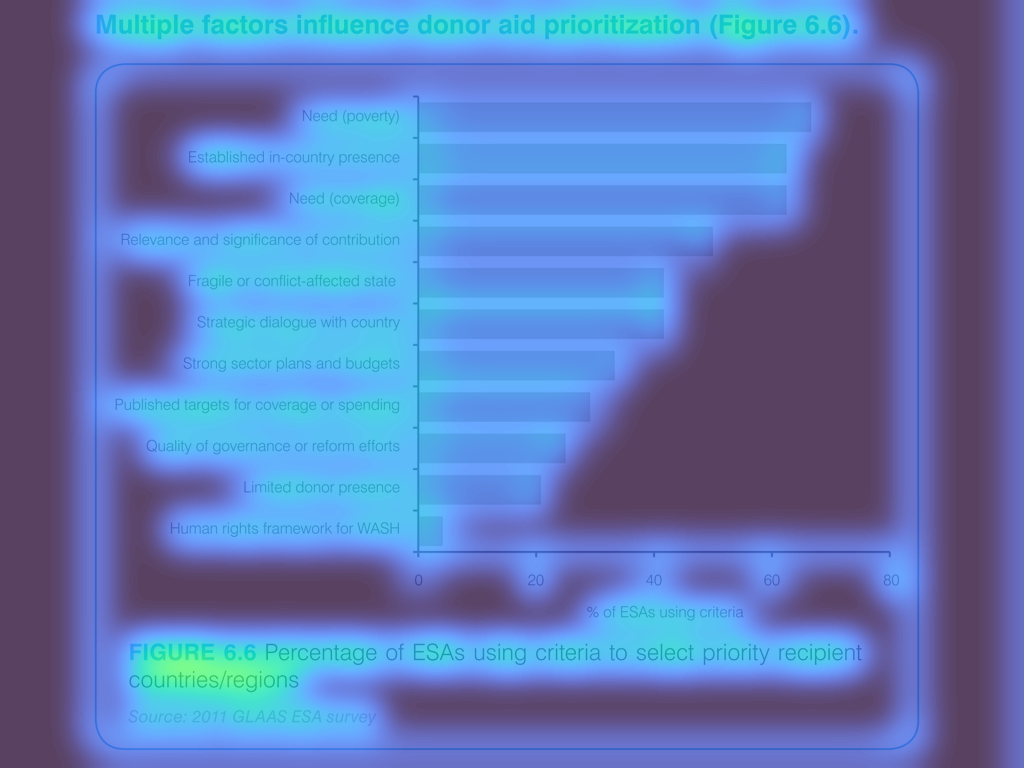 Multiple factors influence donor aid prioritization (Figure 6.6).
Need (poverty)
Established in-country presence
Need (coverage)
Relevance and significance of contribution
Fragile or conflict-affected state
Strategic dialogue with country
Strong sector plans and budgets
Published targets for coverage or spending
Quality of governance or reform efforts
Limited donor presence
Human rights framework for WASH
0 20 40 60 80
% of ESAs using criteria
FIGURE 6.6 Percentage of ESAs using criteria to select priority recipient
countries/regions
Source: 2011 GLAAS ESA survey